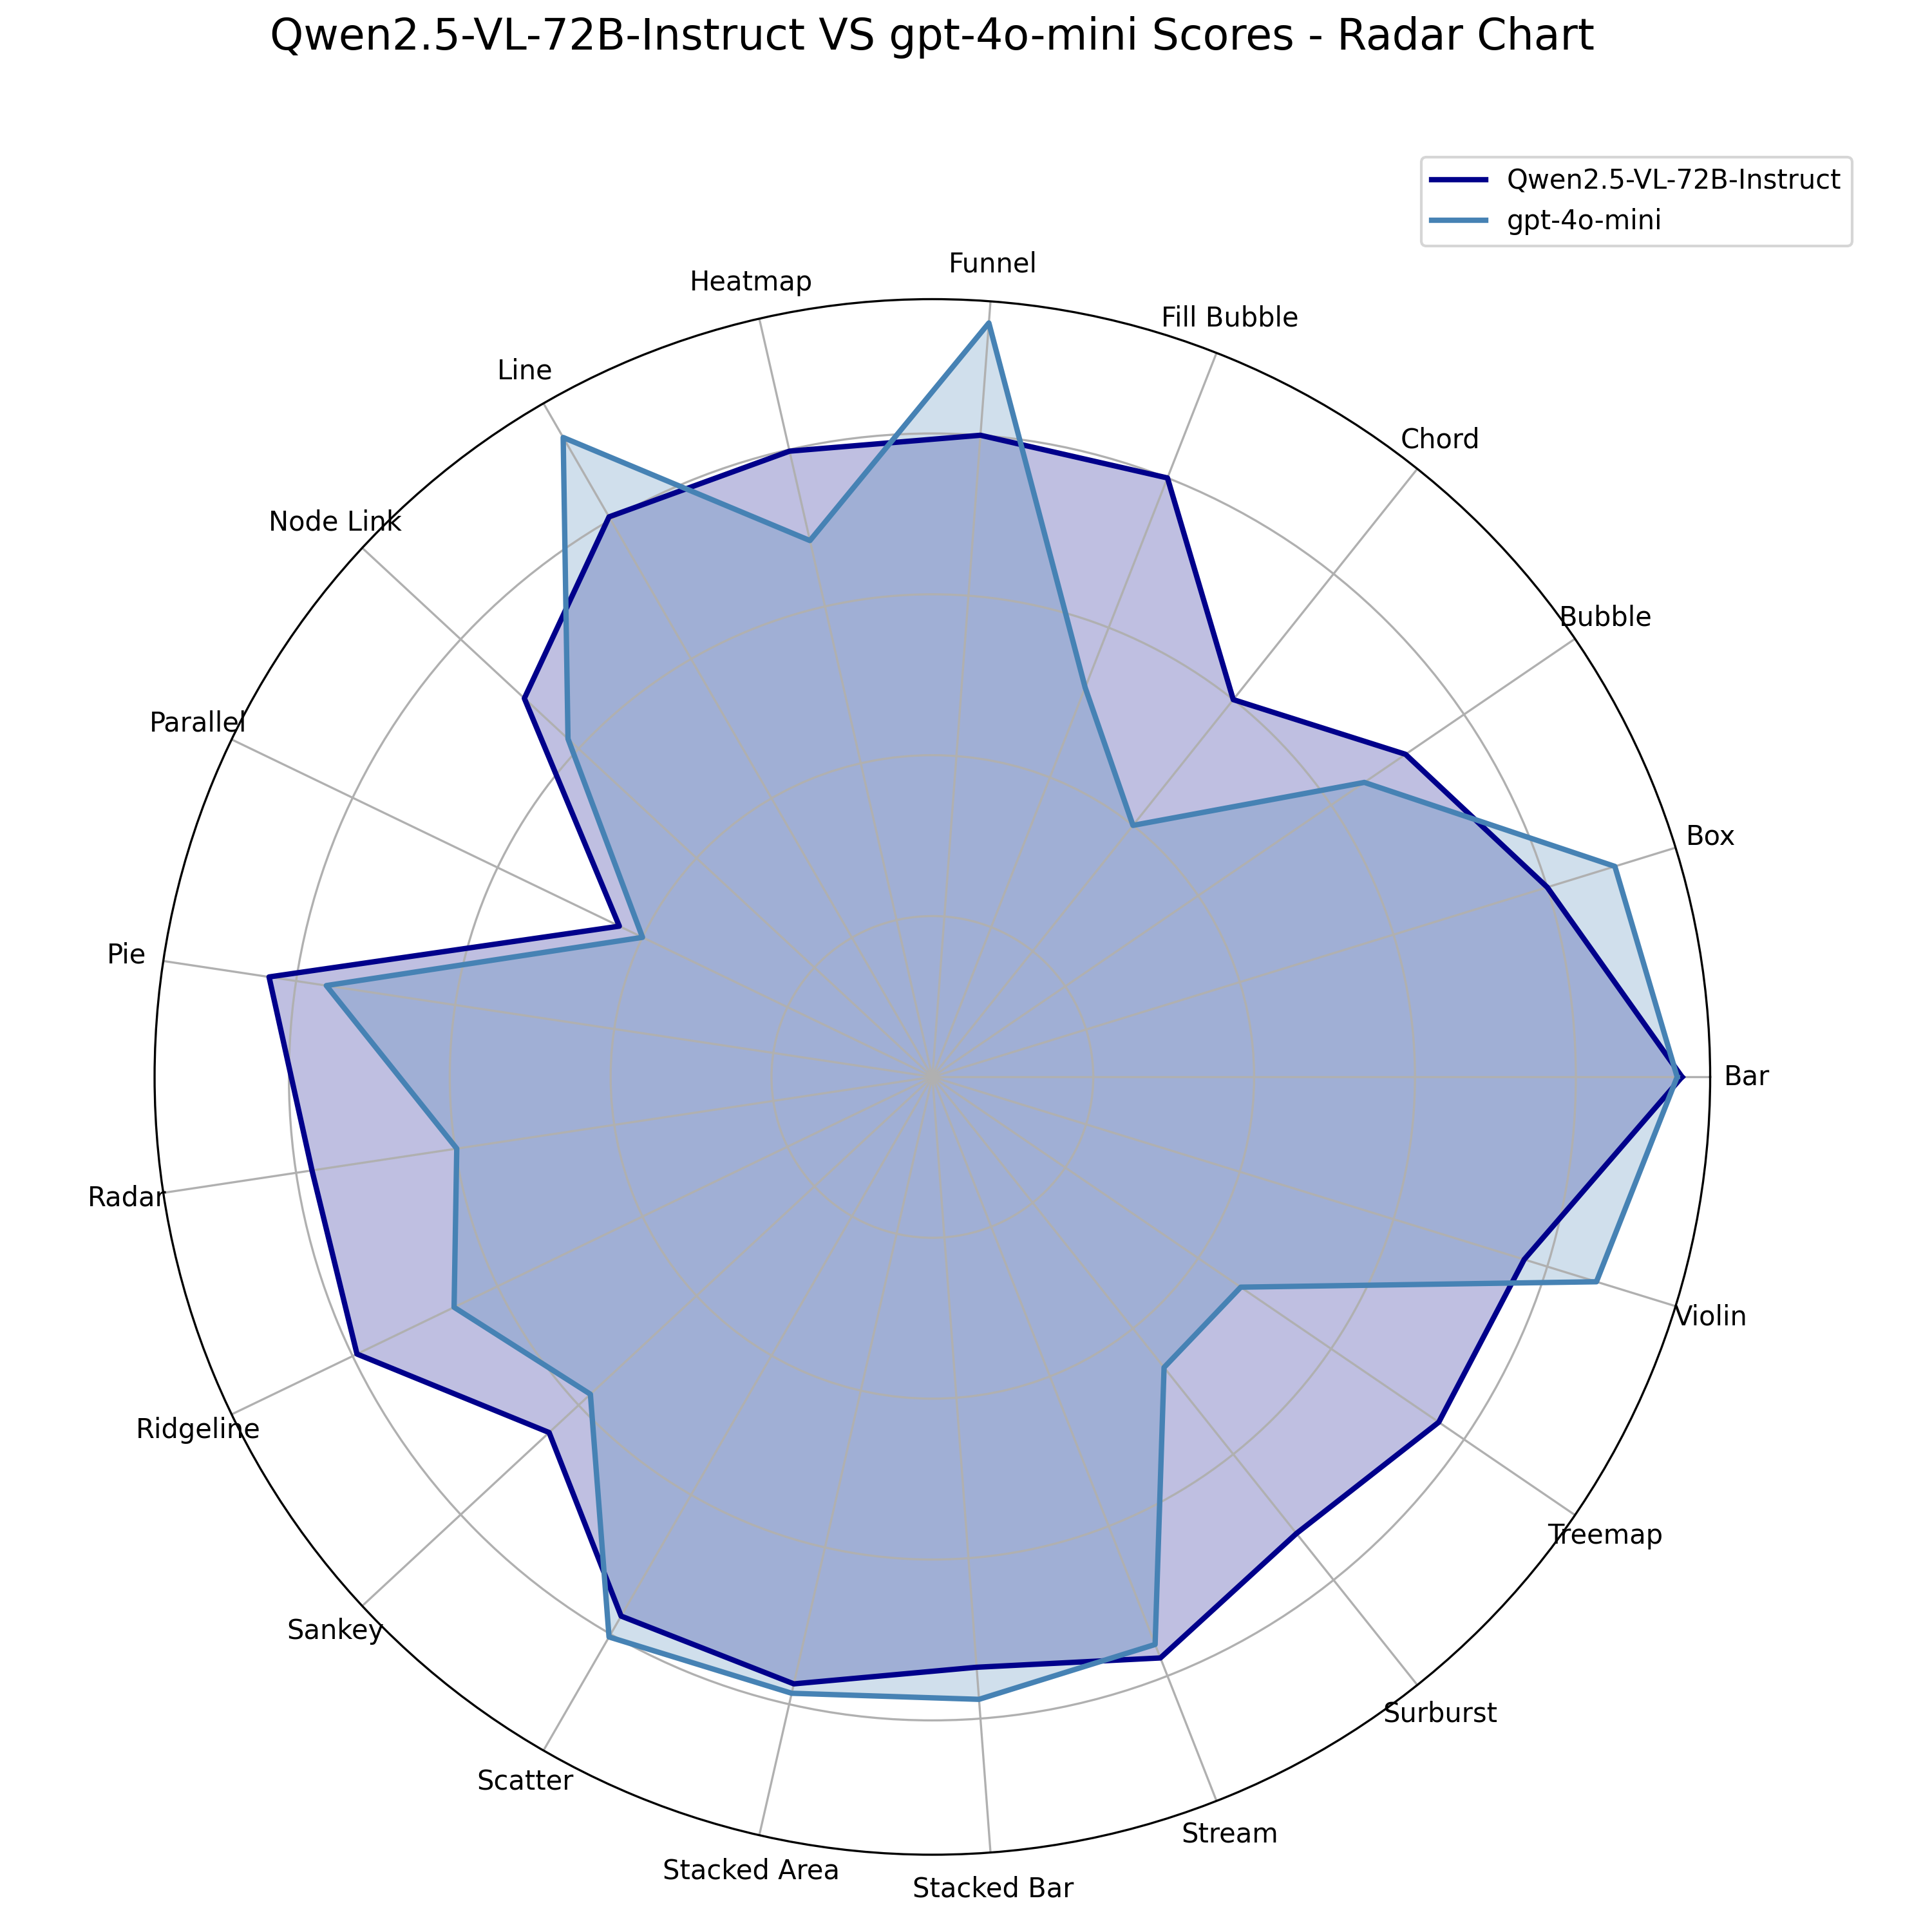 Qwen2.5-VL-72B-Instruct VS gpt-4o-mini Scores - Radar Chart
Qwen2.5-VL-72B-Instruct
gpt-4o-mini
Funnel
Heatmap
Fill Bubble
Line
Chord
Node Link
Bubble
Parallel
Box
Pie
Bar
Radar
Violin
Ridgeline
Treemap
Sankey
Surburst
Scatter
Stream
Stacked Area
Stacked Bar